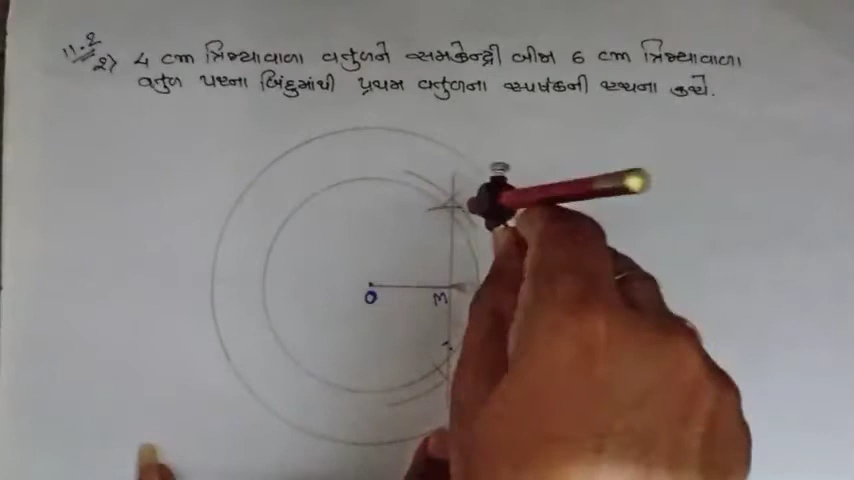 11.2
2) 4 cm ત્રિજ્યાવાળા વર્તુળને સમકેન્દ્રી બીજા 6 cm ત્રિજ્યાવાળા
વર્તુળ પરના બિંદુમાંથી પ્રથમ વર્તુળના સ્પર્શકની રચના કરો.
O M